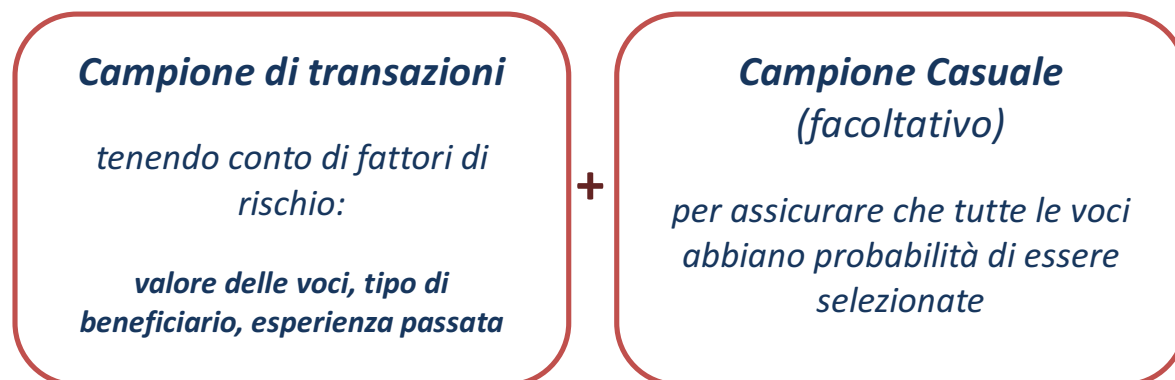 Campione di transazioni
tenendo conto di fattori di
rischio:
valore delle voci, tipo di
beneficiario, esperienza passata
+
Campione Casuale
(facoltativo)
per assicurare che tutte le voci
abbiano probabilità di essere
selezionate